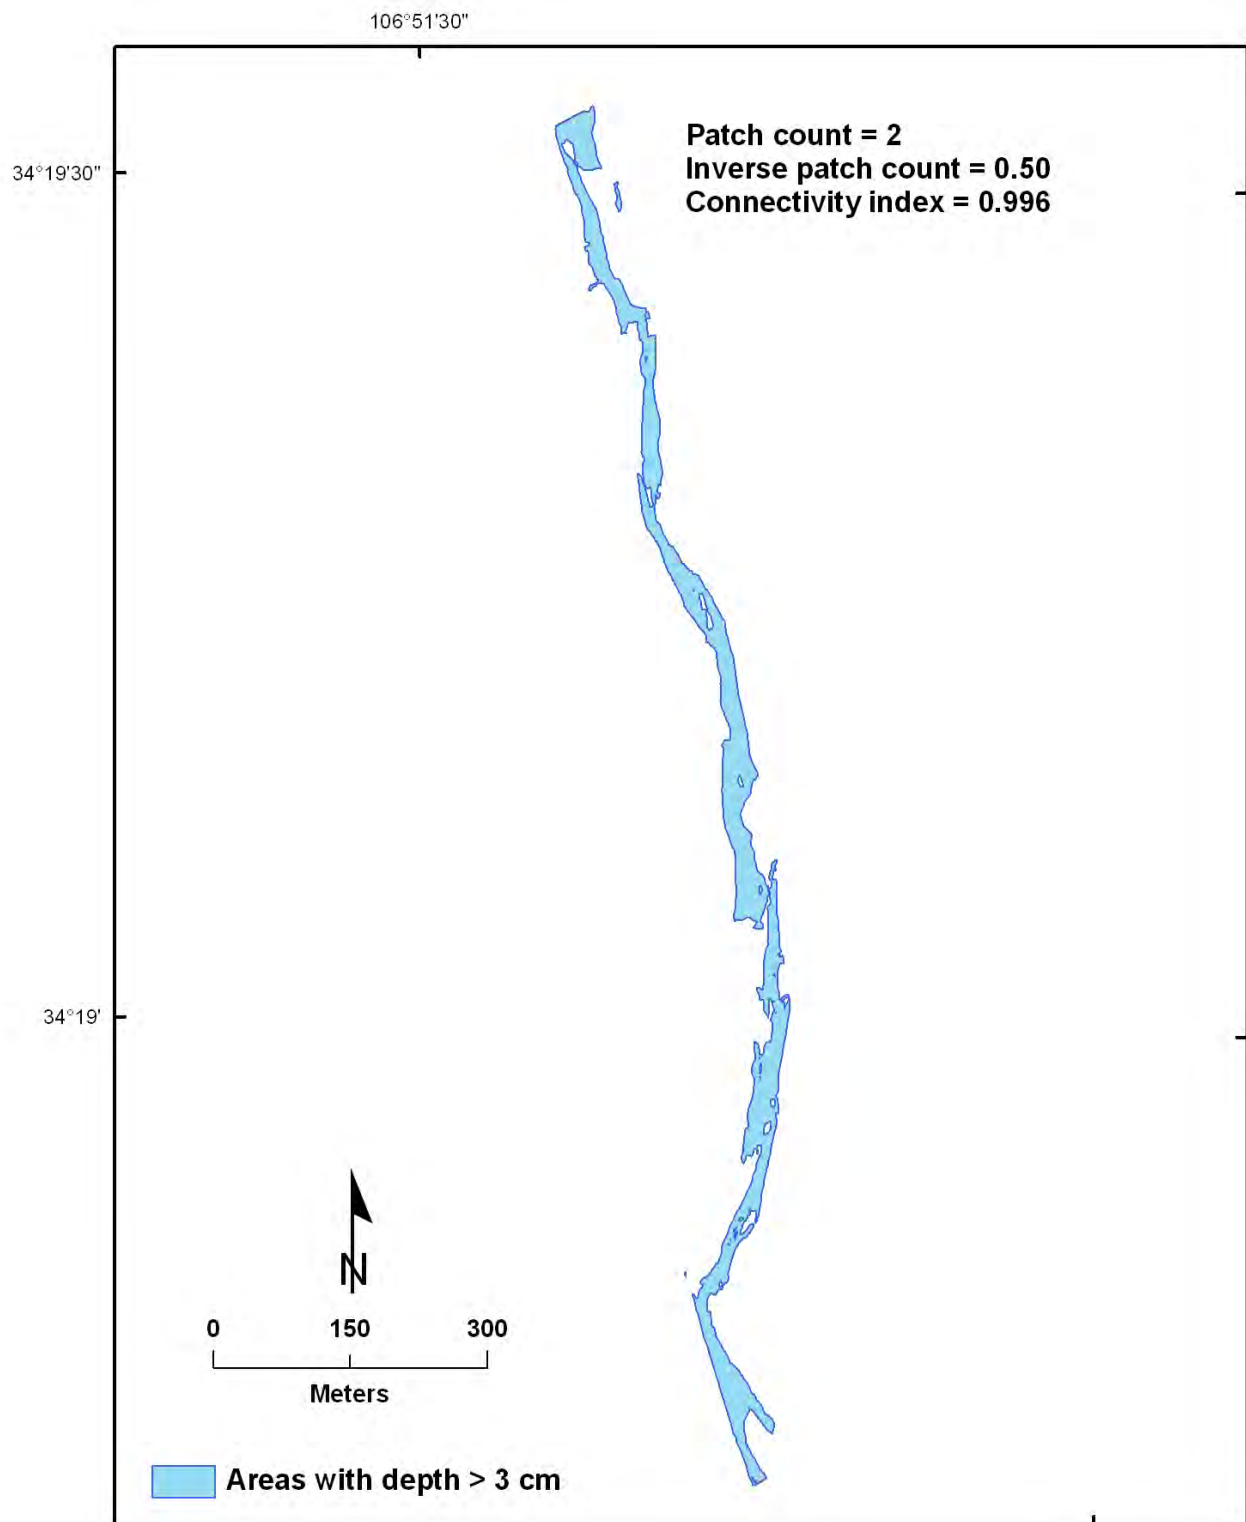 106°51'30"
Patch count = 2
34°19'30"
Inverse patch count = 0.50
Connectivity index = 0.996
34°19'
N
0 150 300
Meters
Areas with depth > 3 cm